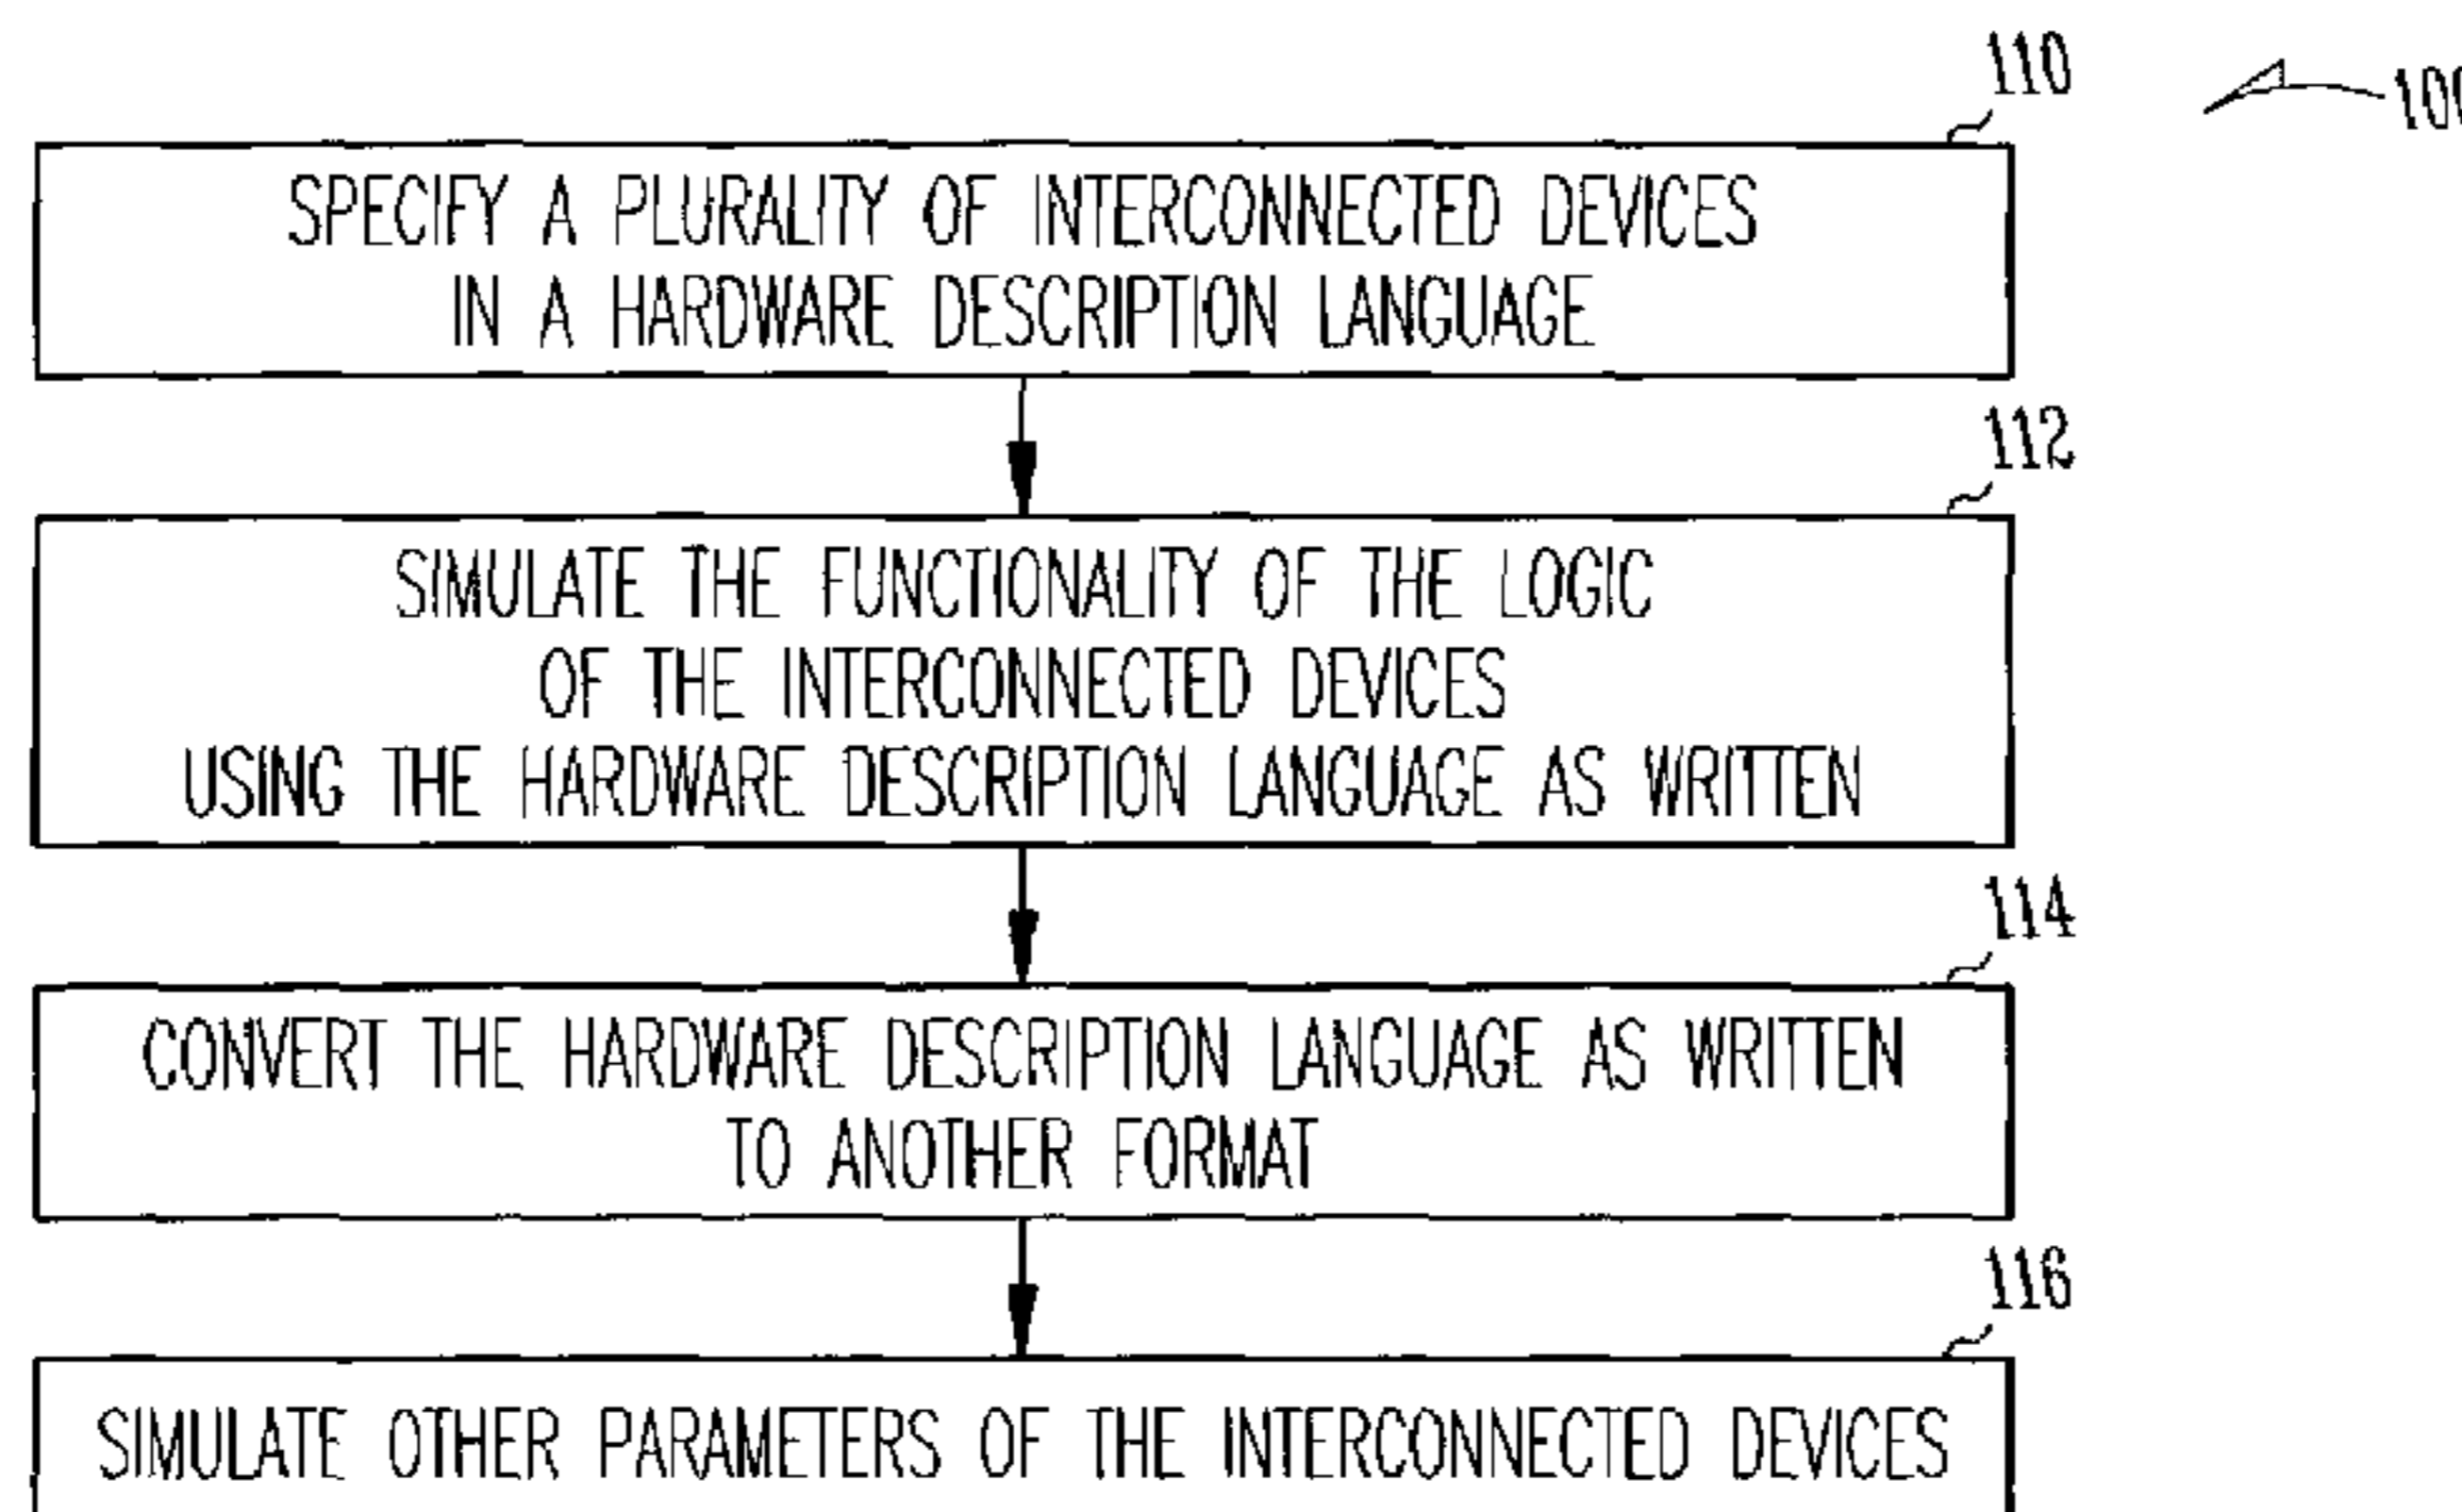 110
SPECIFY A PLURALITY OF INTERCONNECTED DEVICES
IN A HARDWARE DESCRIPTION LANGUAGE
112
SIMULATE THE FUNCTIONALITY OF THE LOGIC
OF THE INTERCONNECTED DEVICES
USING THE HARDWARE DESCRIPTION LANGUAGE AS WRITTEN
114
CONVERT THE HARDWARE DESCRIPTION LANGUAGE AS WRITTEN
TO ANOTHER FORMAT
116
SIMULATE OTHER PARAMETERS OF THE INTERCONNECTED DEVICES